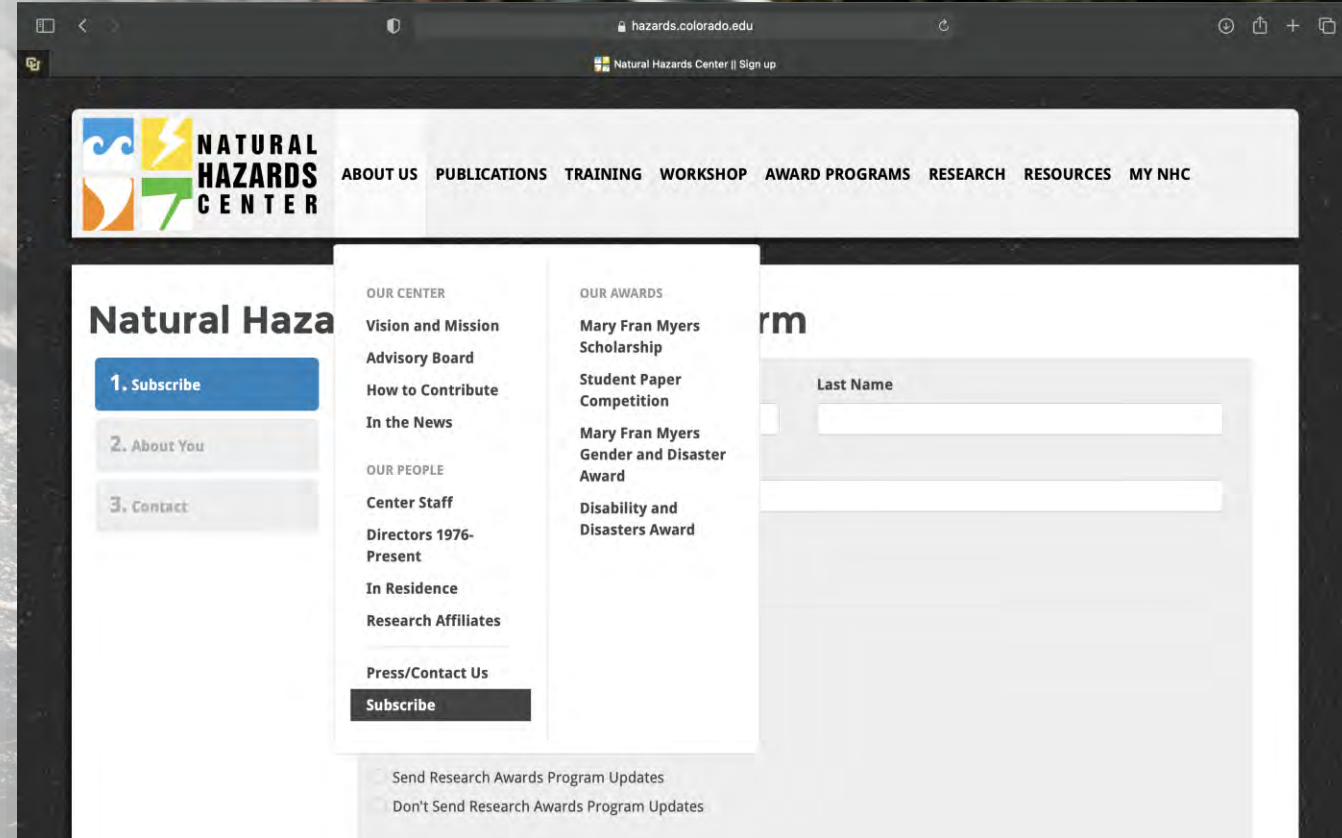 hazards.colorado.edu
CU
Natural Hazards Center || Sign up
NATURAL
HAZARDS
CENTER
ABOUT US PUBLICATIONS TRAINING WORKSHOP AWARD PROGRAMS RESEARCH RESOURCES MY NHC
Natural Haza
rm
1. Subscribe
2. About You
3. Contact
OUR CENTER
Vision and Mission
Advisory Board
How to Contribute
In the News
OUR PEOPLE
Center Staff
Directors 1976-
Present
In Residence
Research Affiliates
Press/Contact Us
Subscribe
OUR AWARDS
Mary Fran Myers
Scholarship
Student Paper
Competition
Mary Fran Myers
Gender and Disaster
Award
Disability and
Disasters Award
Last Name
Send Research Awards Program Updates
Don't Send Research Awards Program Updates